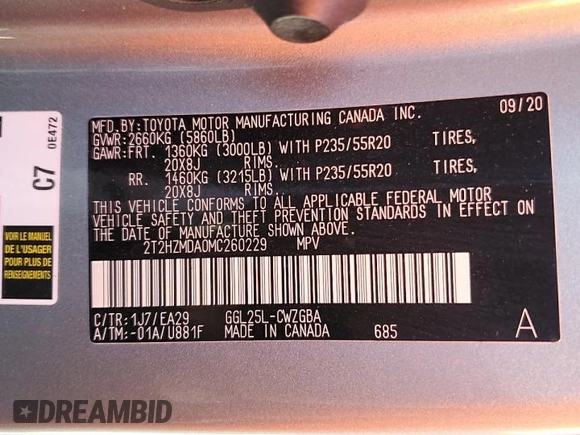 09/20
MFD.BY:TOYOTA MOTOR MANUFACTURING CANADA INC.
GVWR:2660KG (5860LB)
GAWR:FRT. 1360KG (3000LB) WITH P235/55R20 TIRES,
20X8J RIMS.
RR. 1460KG (3215LB) WITH P235/55R20 TIRES,
20X8J RIMS.
THIS VEHICLE CONFORMS TO ALL APPLICABLE FEDERAL MOTOR
VEHICLE SAFETY AND THEFT PREVENTION STANDARDS IN EFFECT ON
THE DATE OF MANUFACTURE SHOWN ABOVE.
2T2HZMDA0MC260229 MPV
C/TR:1J7/EA29 GGL25L-CWZGBA
A/TM:-01A/U881F MADE IN CANADA 685
A
C7
0E472
VOIR LE MANUEL
DE L'USAGER
POUR PLUS DE
RENSEIGNEMENTS
DREAMBID